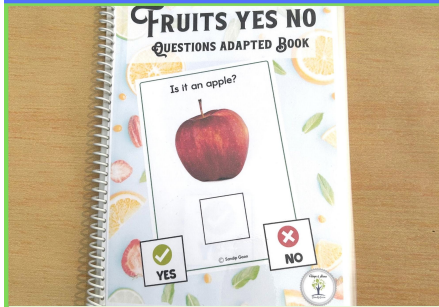 FRUITS YES NO
QUESTIONS ADAPTED BOOK
Is it an apple?
YES
NO